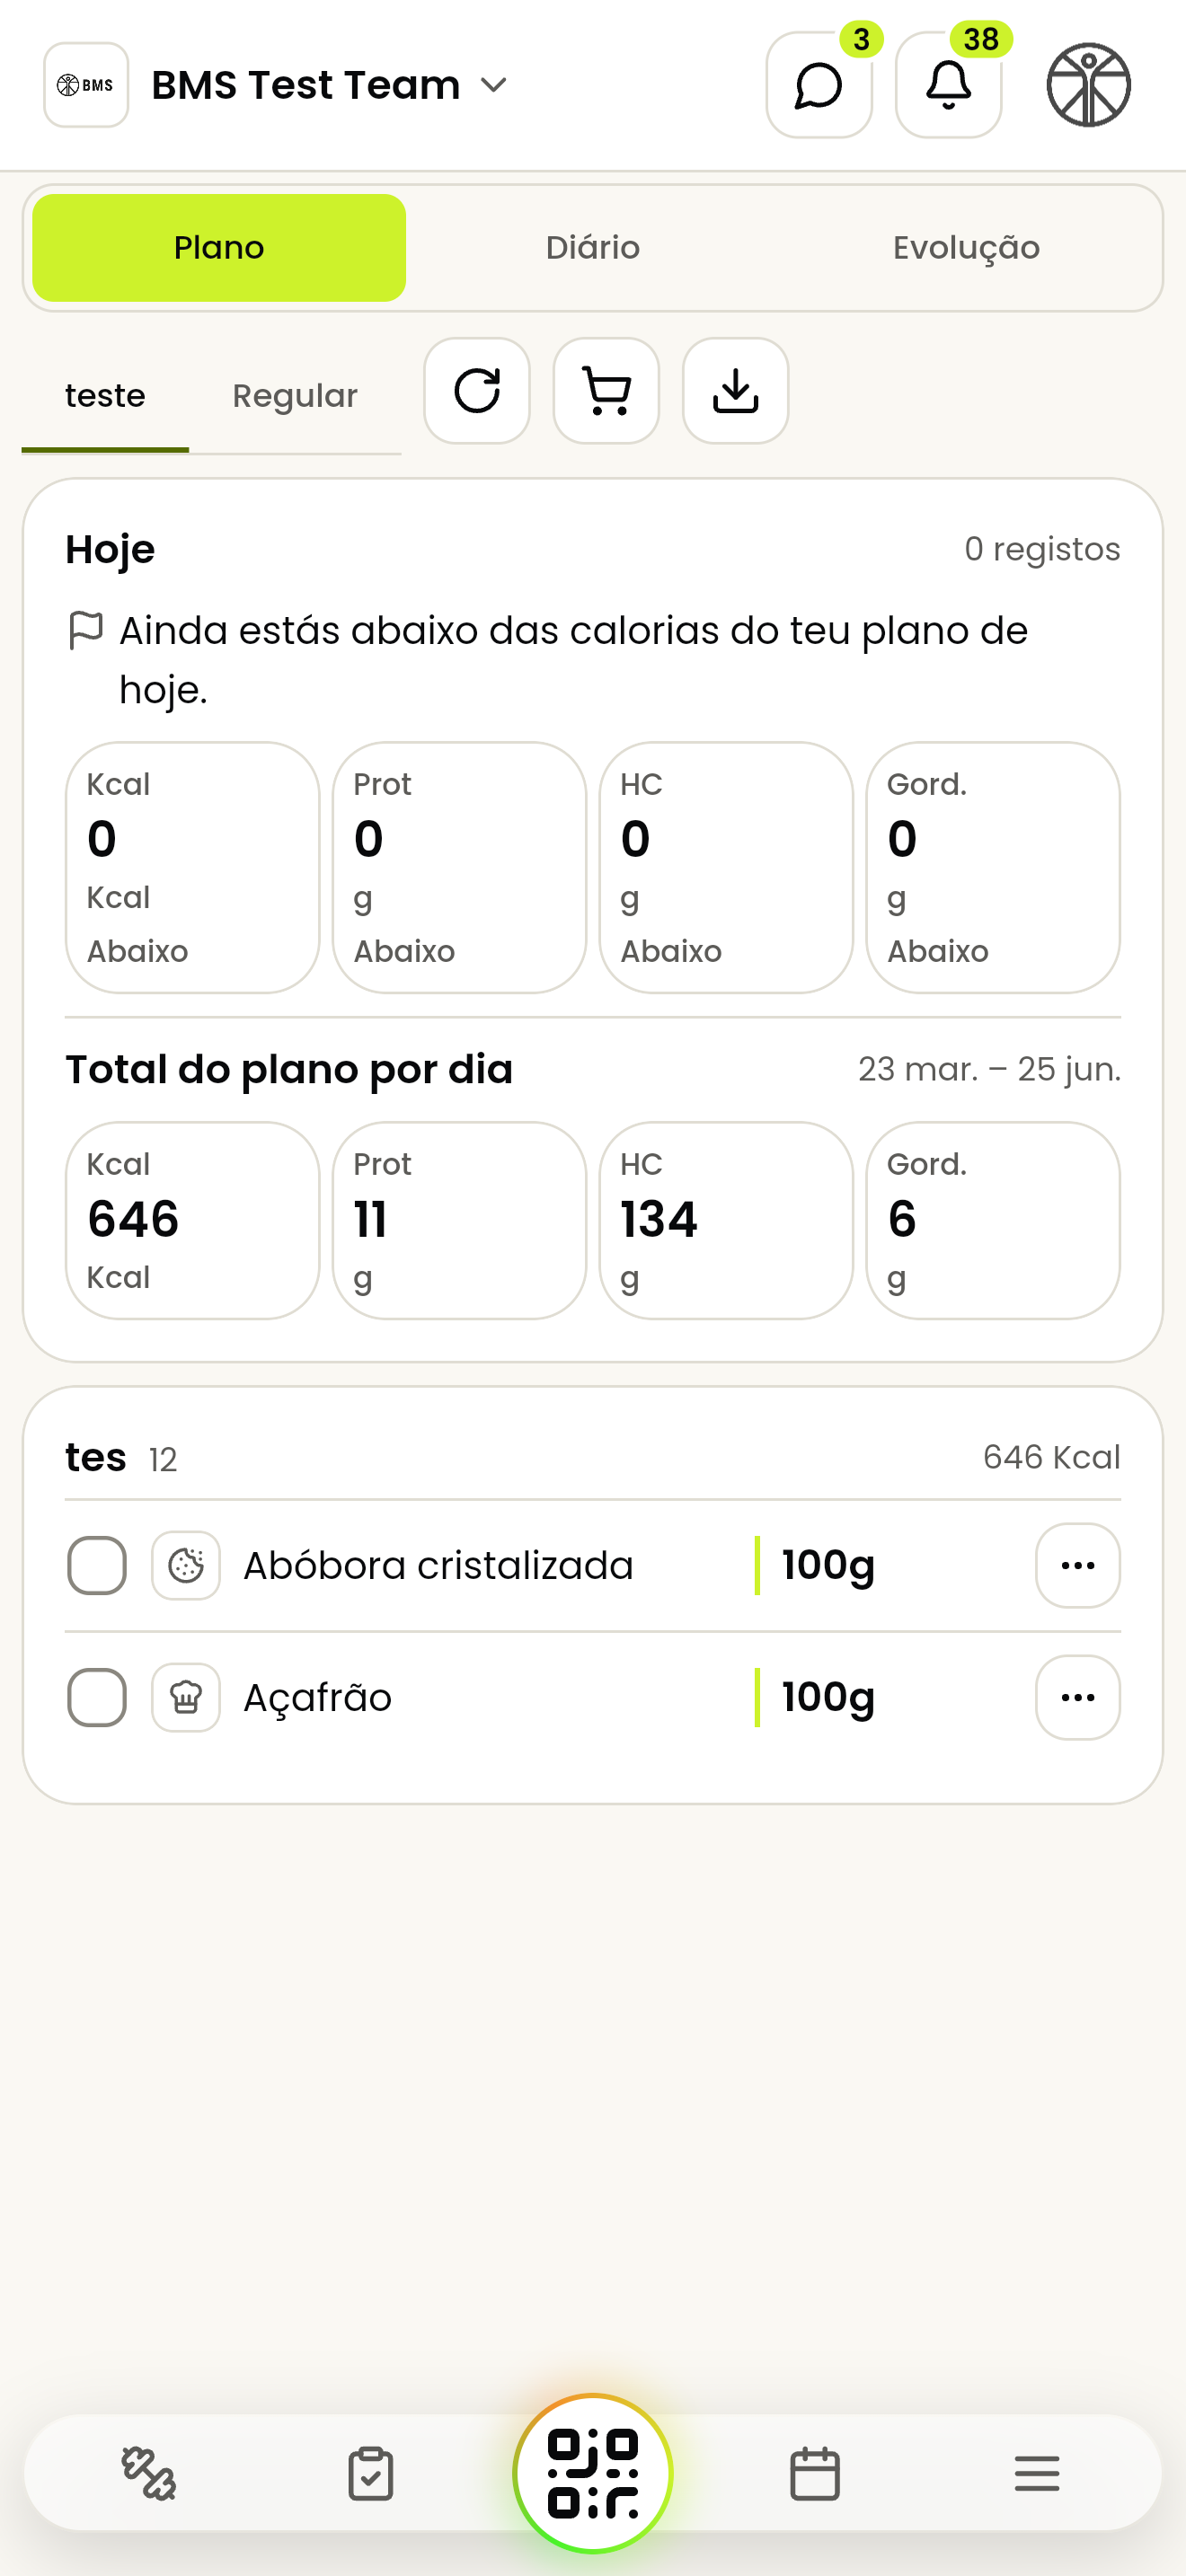 BMS
BMS Test Team
3
38
Plano
Diário
Evolução
teste
Regular
Hoje
0 registos
Ainda estás abaixo das calorias do teu plano de
hoje.
Kcal
0
Kcal
Abaixo
Prot
0
g
Abaixo
HC
0
g
Abaixo
Gord.
0
g
Abaixo
Total do plano por dia
23 mar. – 25 jun.
Kcal
646
Kcal
Prot
11
g
HC
134
g
Gord.
6
g
tes 12
646 Kcal
Abóbora cristalizada
100g
Açafrão
100g